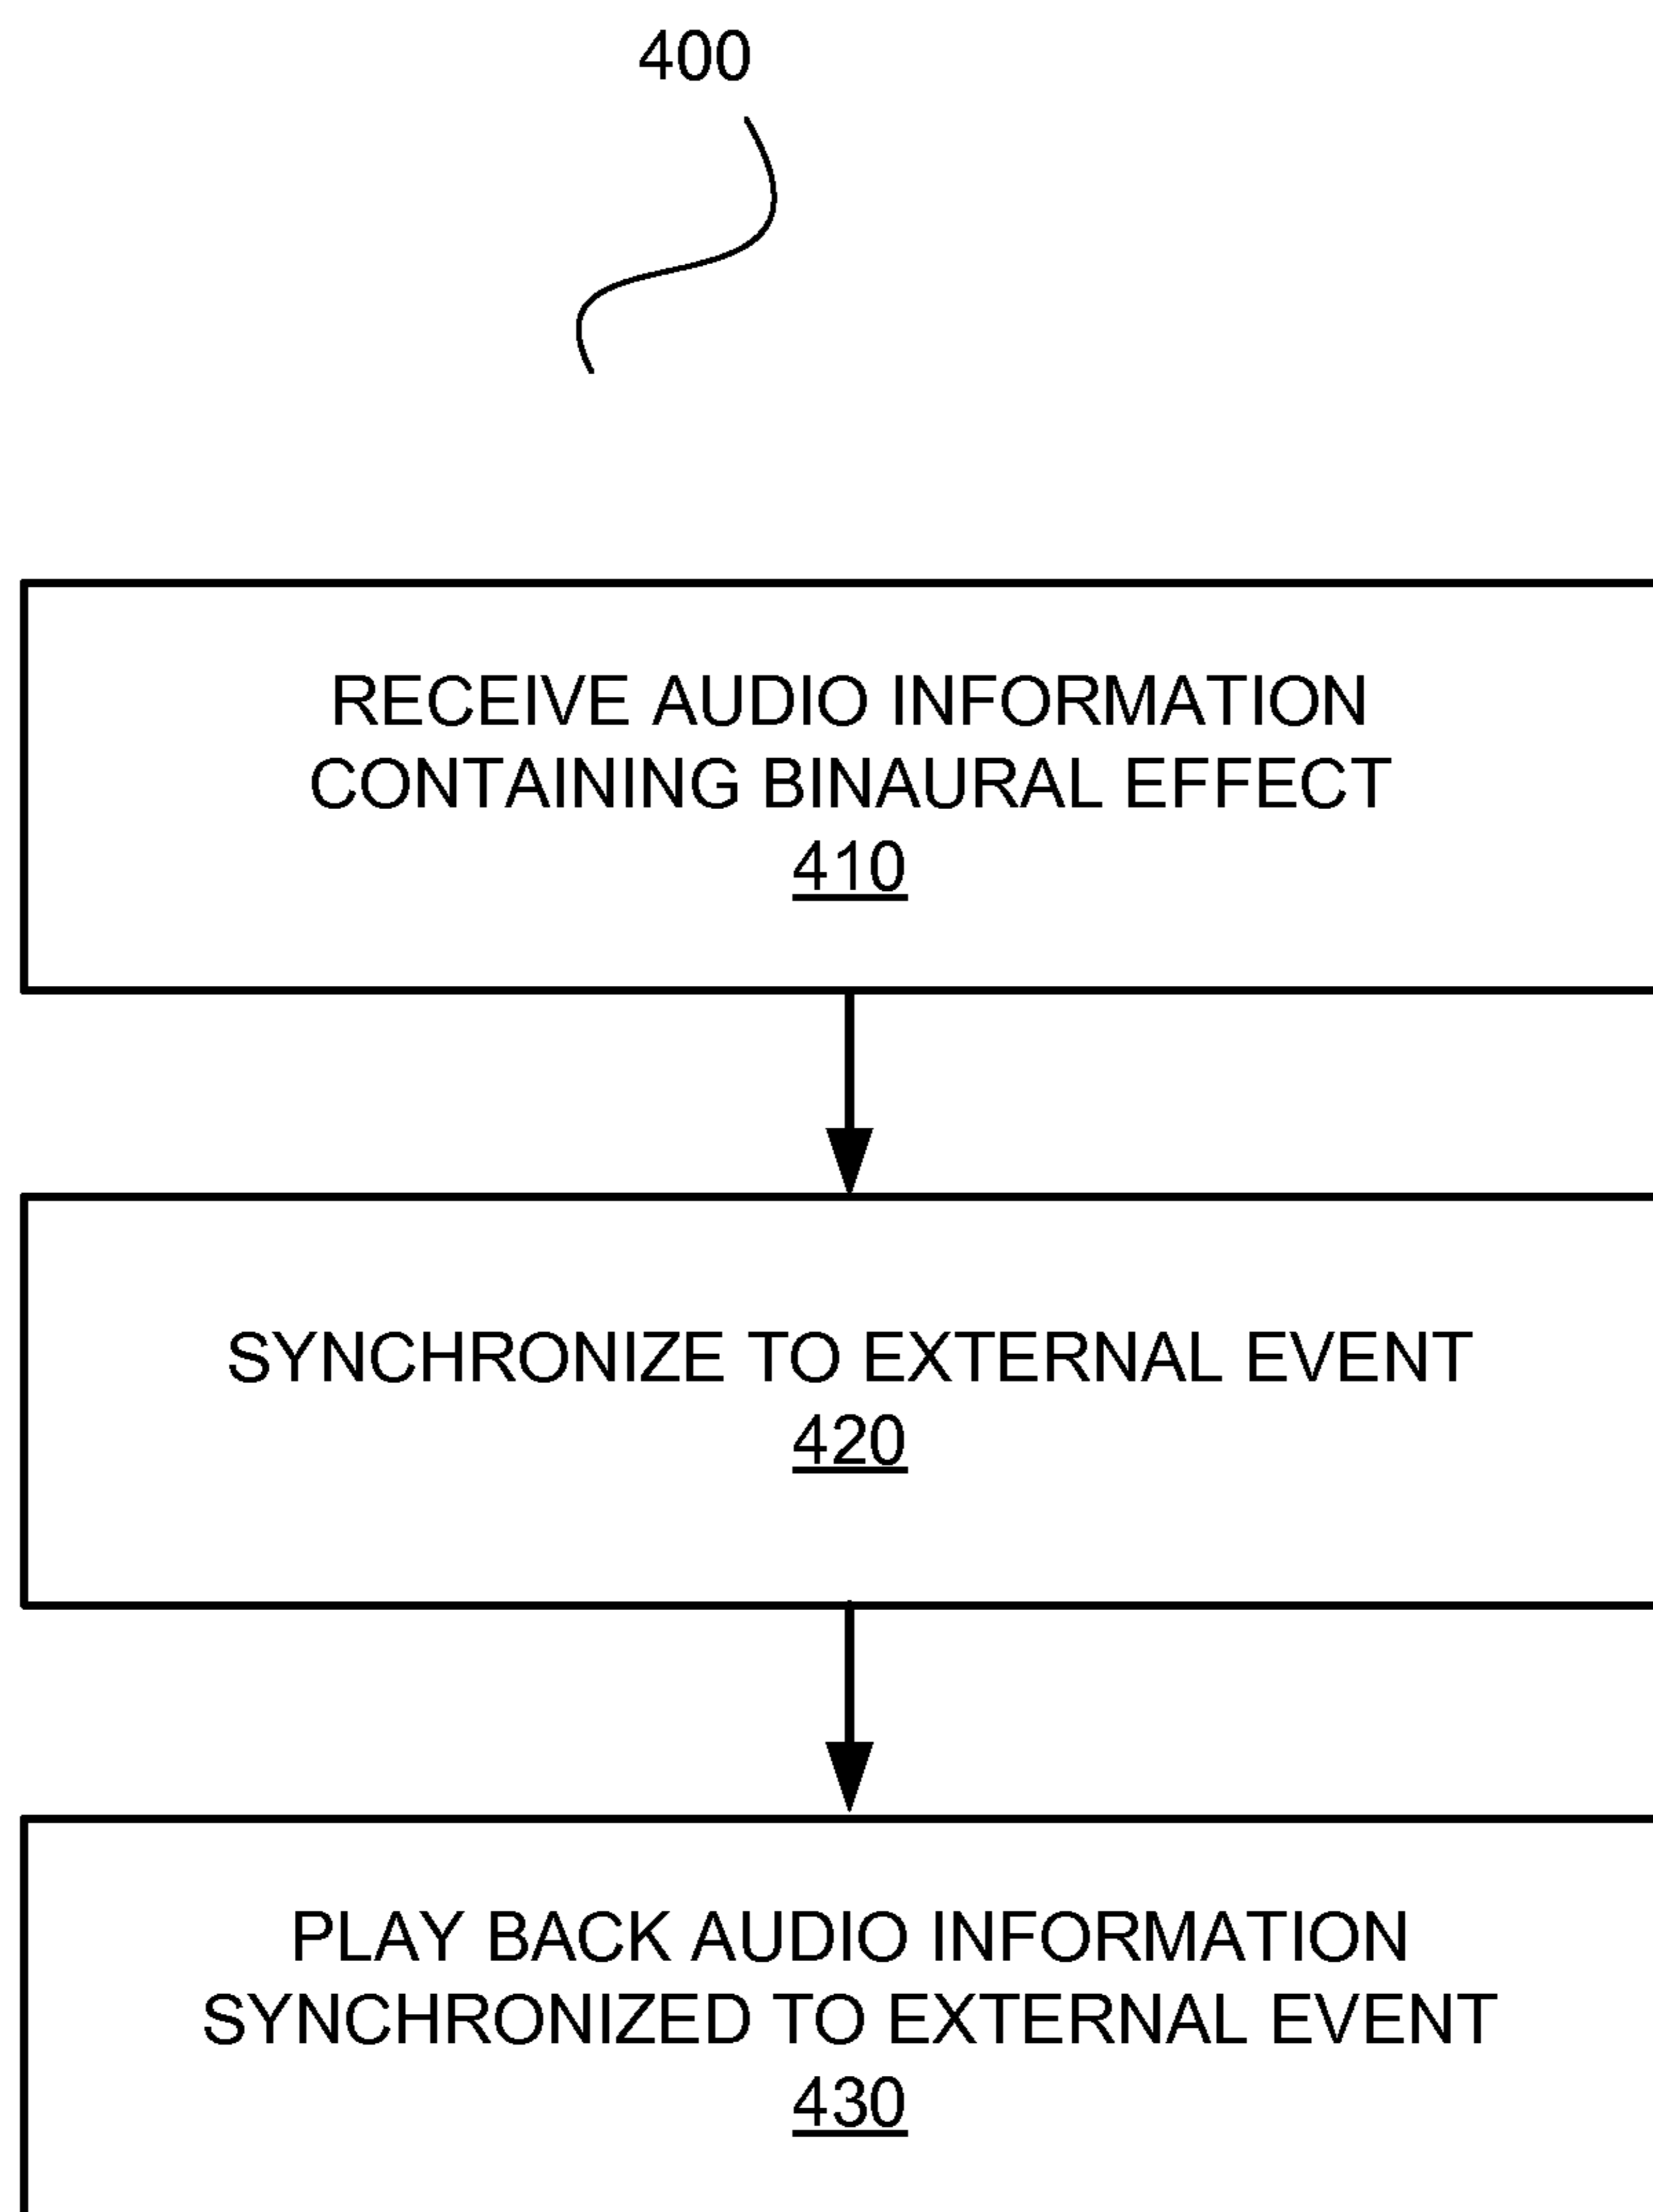 400
RECEIVE AUDIO INFORMATION
CONTAINING BINAURAL EFFECT
410
SYNCHRONIZE TO EXTERNAL EVENT
420
PLAY BACK AUDIO INFORMATION
SYNCHRONIZED TO EXTERNAL EVENT
430